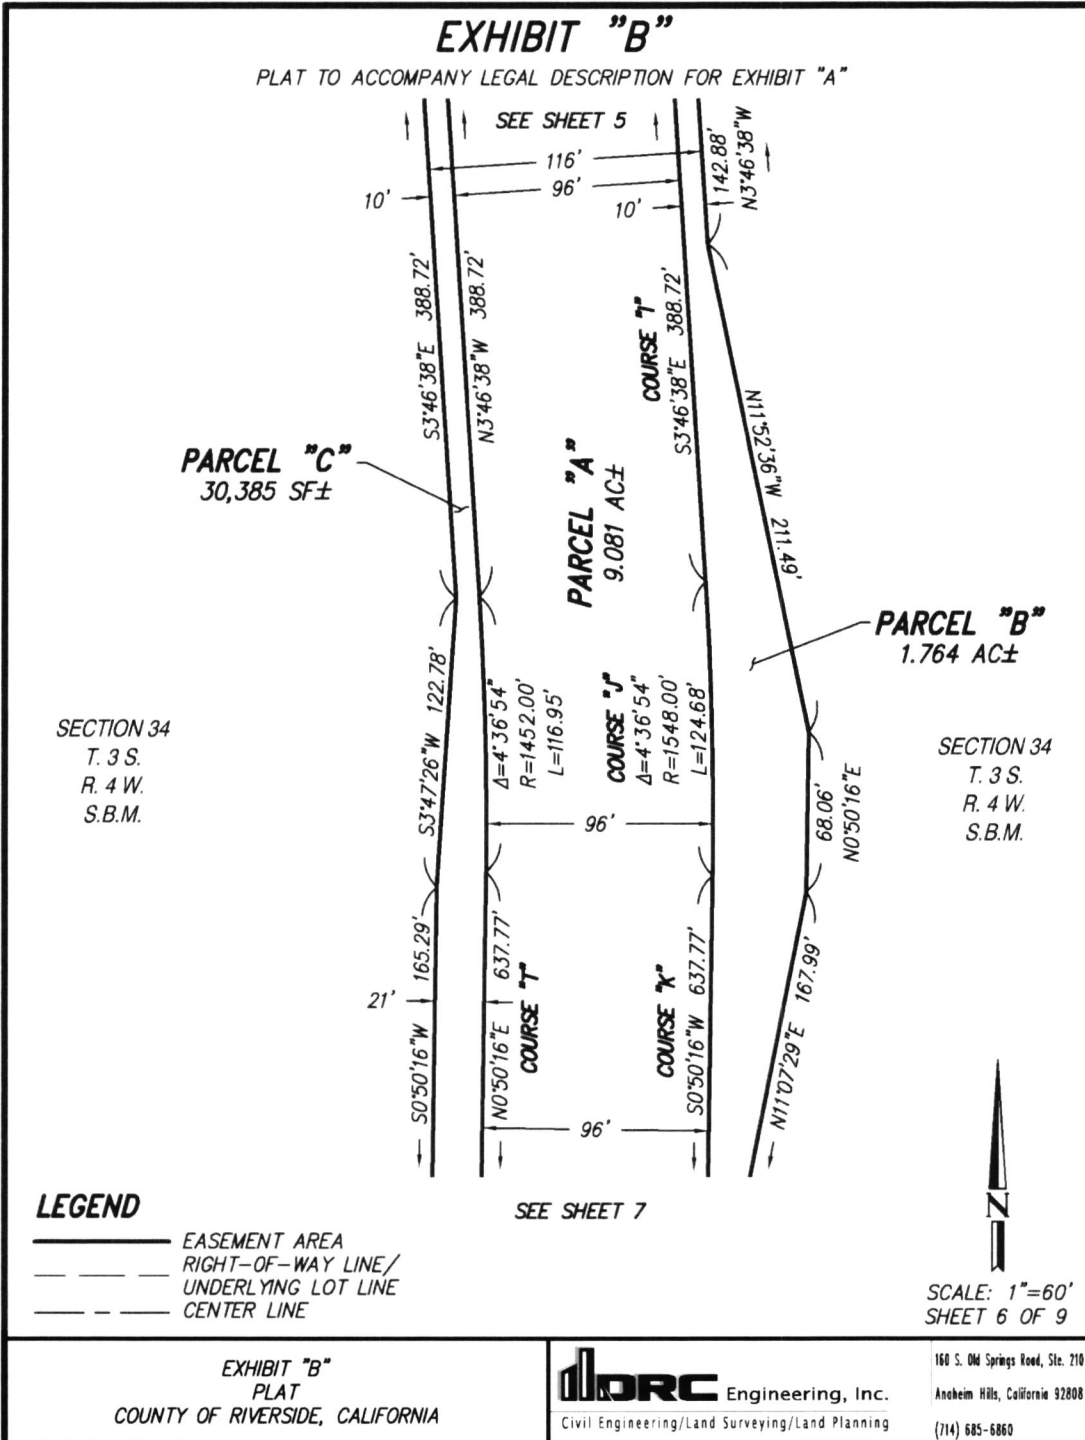 EXHIBIT "B"
PLAT TO ACCOMPANY LEGAL DESCRIPTION FOR EXHIBIT "A"
SEE SHEET 5
116'
96'
10'
10'
142.88'
N3°46'38"W
S3°46'38"E 388.72'
N3°46'38"W 388.72'
COURSE "I"
S3°46'38"E 388.72'
N11°52'36"W 211.49'
PARCEL "C"
30,385 SF±
PARCEL "A"
9.081 AC±
PARCEL "B"
1.764 AC±
S3°47'26"W 122.78'
Δ=4°36'54"
R=1452.00'
L=116.95'
COURSE "J"
Δ=4°36'54"
R=1548.00'
L=124.68'
68.06'
N0°50'16"E
SECTION 34
T. 3 S.
R. 4 W.
S.B.M.
SECTION 34
T. 3 S.
R. 4 W.
S.B.M.
96'
S0°50'16"W 165.29'
21'
N0°50'16"E 637.77'
COURSE "T"
COURSE "K"
S0°50'16"W 637.77'
N11°07'29"E 167.99'
96'
SEE SHEET 7
LEGEND
EASEMENT AREA
RIGHT-OF-WAY LINE/
UNDERLYING LOT LINE
CENTER LINE
N
SCALE: 1"=60'
SHEET 6 OF 9
EXHIBIT "B"
PLAT
COUNTY OF RIVERSIDE, CALIFORNIA
DRC Engineering, Inc.
Civil Engineering/Land Surveying/Land Planning
160 S. Old Springs Road, Ste. 210
Anaheim Hills, California 92808
(714) 685-6860